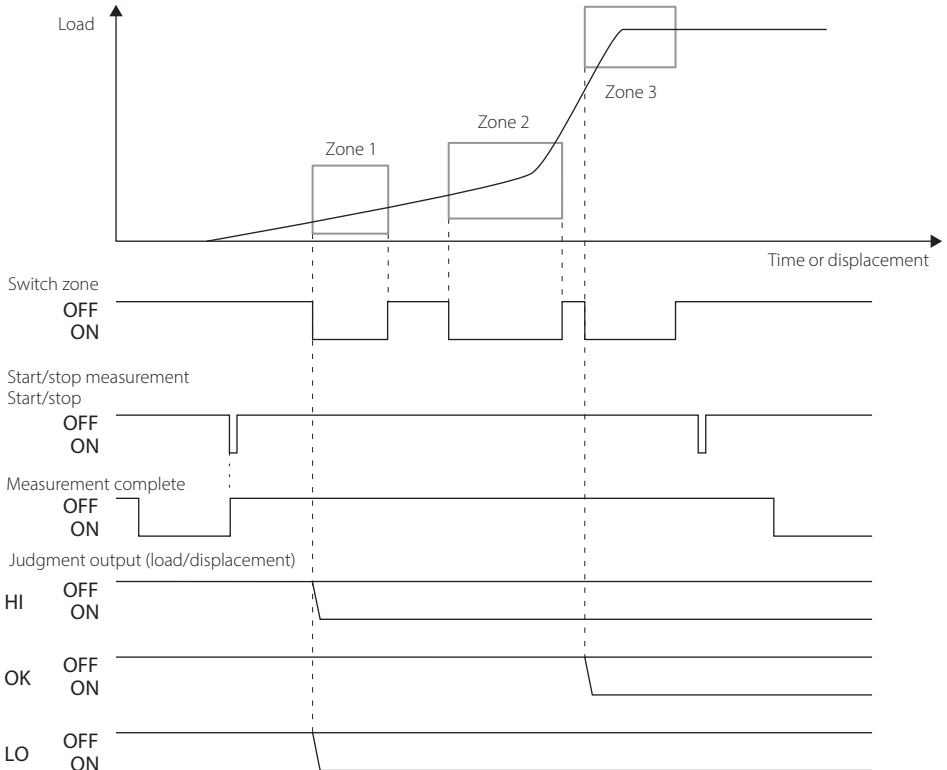 Load
Zone 3
Zone 2
Zone 1
Time or displacement
Switch zone
OFF
ON
Start/stop measurement
Start/stop
OFF
ON
Measurement complete
OFF
ON
Judgment output (load/displacement)
HI OFF
ON
OK OFF
ON
LO OFF
ON